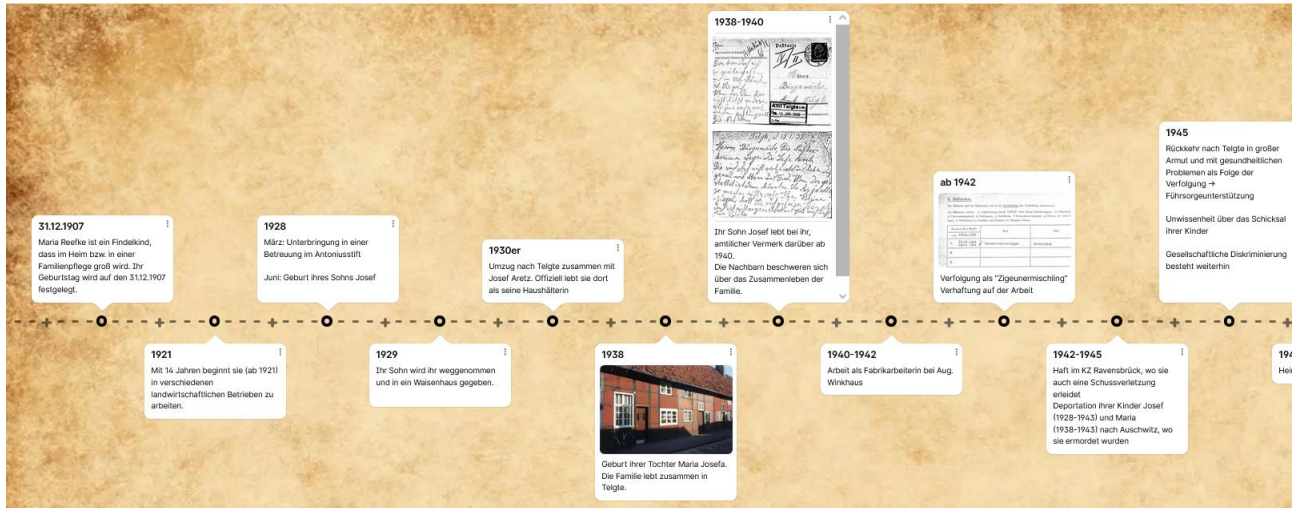 31.12.1907
Maria Reefke ist ein Findelkind,
dass im Heim bzw. in einer
Familienpflege groß wird. Ihr
Geburtstag wird auf den 31.12.1907
festgelegt.
1921
Mit 14 Jahren beginnt sie (ab 1921)
in verschiedenen
landwirtschaftlichen Betrieben zu
arbeiten.
1928
März: Unterbringung in einer
Betreuung im Antoniusstift
Juni: Geburt ihres Sohns Josef
1929
Ihr Sohn wird ihr weggenommen
und in ein Waisenhaus gegeben.
1930er
Umzug nach Telgte zusammen mit
Josef Aretz. Offiziell lebt sie dort
als seine Haushälterin
1938
Geburt ihrer Tochter Maria Josefa.
Die Familie lebt zusammen in
Telgte.
1938-1940
Postkarte
Amt Telgte
Ihr Sohn Josef lebt bei ihr,
amtlicher Vermerk darüber ab
1940.
Die Nachbarn beschweren sich
über das Zusammenleben der
Familie.
1940-1942
Arbeit als Fabrikarbeiterin bei Aug.
Winkhaus
ab 1942
Verfolgung als "Zigeunermischling"
Verhaftung auf der Arbeit
1942-1945
Haft im KZ Ravensbrück, wo sie
auch eine Schussverletzung
erleidet
Deportation ihrer Kinder Josef
(1928-1943) und Maria
(1938-1943) nach Auschwitz, wo
sie ermordet wurden
1945
Rückkehr nach Telgte in großer
Armut und mit gesundheitlichen
Problemen als Folge der
Verfolgung →
Führsorgeunterstützung
Unwissenheit über das Schicksal
ihrer Kinder
Gesellschaftliche Diskriminierung
besteht weiterhin